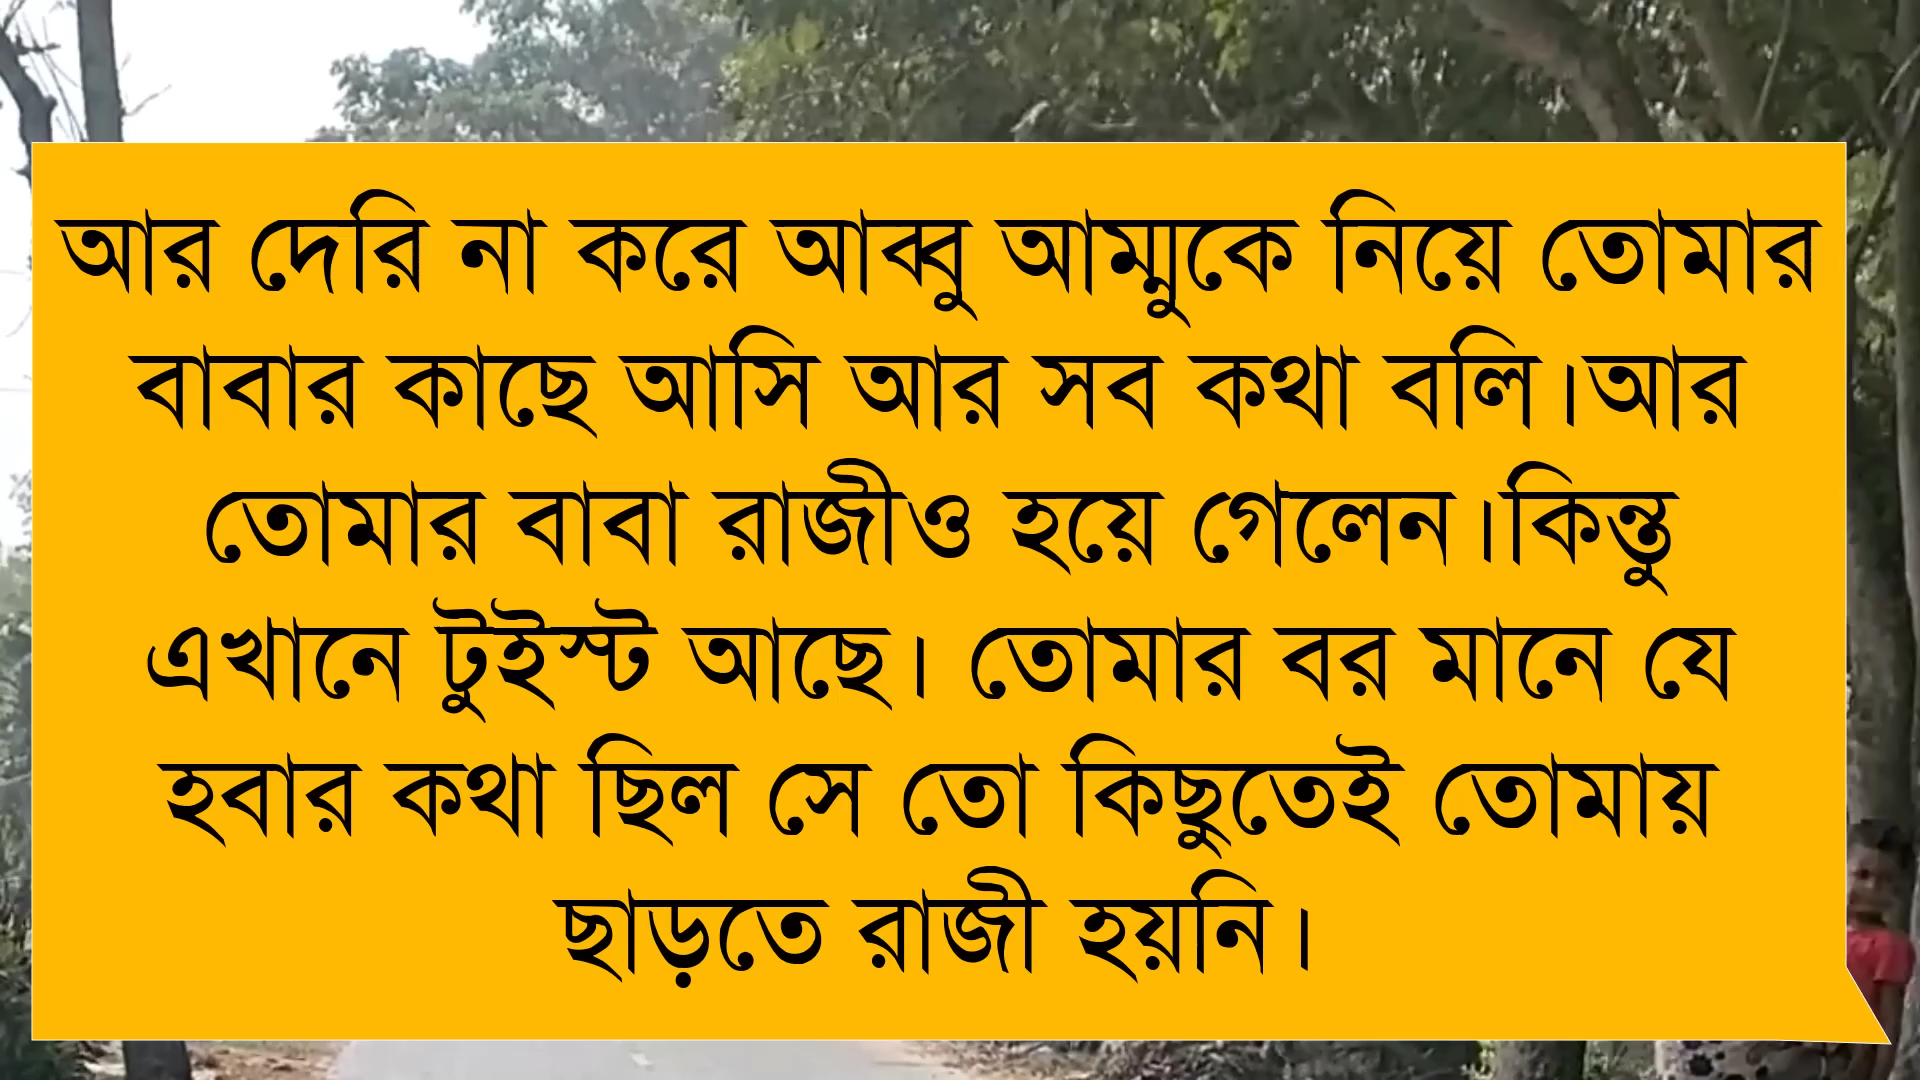 আর দেরি না করে আব্বু আম্মুকে নিয়ে তোমার
বাবার কাছে আসি আর সব কথা বলি।আর
তোমার বাবা রাজীও হয়ে গেলেন।কিন্তু
এখানে টুইস্ট আছে। তোমার বর মানে যে
হবার কথা ছিল সে তো কিছুতেই তোমায়
ছাড়তে রাজী হয়নি।